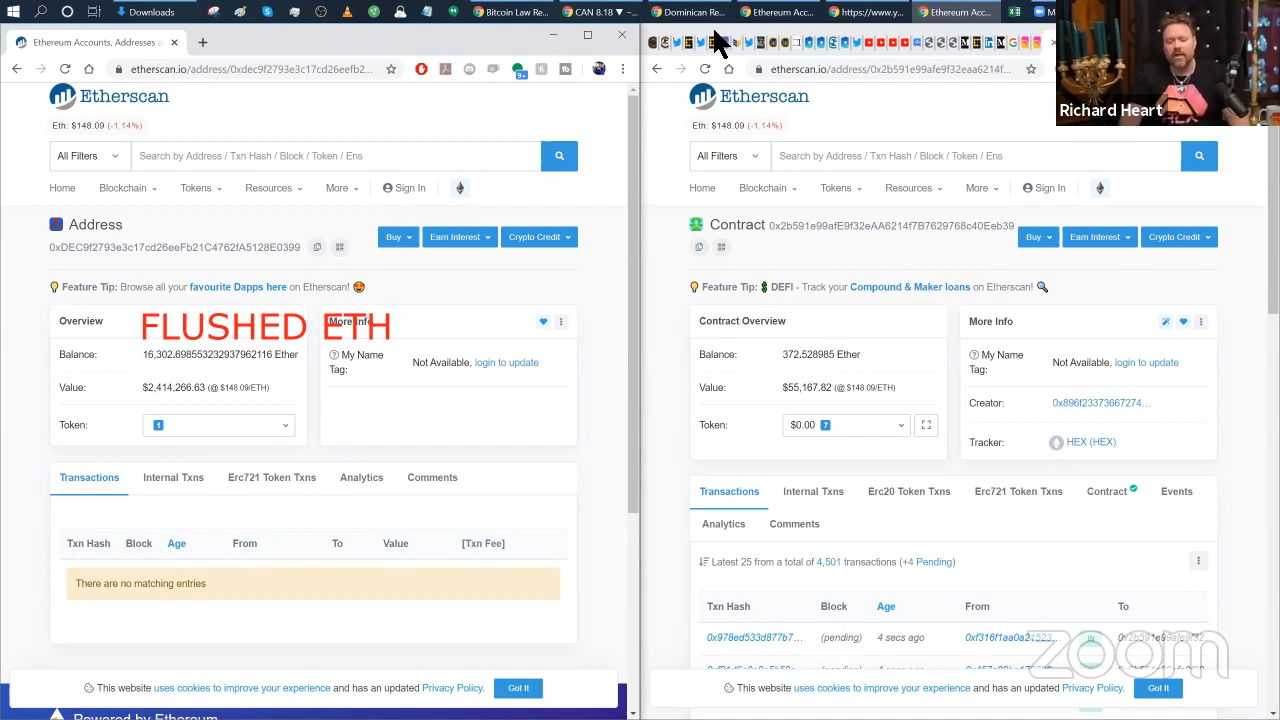 Bitcoin Law Re
CAN 8.18
Dominican Re
Ethereum Acc
https://www.y
Ethereum Acc
Amazo
Ethereum Accounts, Addresses a
etherscan.io/address/0xdec9f2793e3c17cd26eefb2...
etherscan.io/address/0x2b591e99afe9f32eaa6214f...
9+
Richard Heart
Etherscan
Eth: $148.09 (-1.14%)
All Filters
Search by Address / Txn Hash / Block / Token / Ens
Home Blockchain Tokens Resources More Sign In
Address 0xDEC9f2793e3c17cd26eeFb21C4762fA5128E0399
Buy Earn Interest Crypto Credit
Feature Tip: Browse all your favourite Dapps here on Etherscan!
Overview
FLUSHED ETH
More Info
Balance: 16,302.698553232937962116 Ether
My Name Tag: Not Available, login to update
Value: $2,414,266.63 (@ $148.09/ETH)
Token: 1
Transactions Internal Txns Erc721 Token Txns Analytics Comments
Txn Hash Block Age From To Value [Txn Fee]
There are no matching entries
This website uses cookies to improve your experience and has an updated Privacy Policy. Got It
Powered by Ethereum
Etherscan
Eth: $148.09 (-1.14%)
All Filters
Search by Address / Txn Hash / Block / Token / Ens
Home Blockchain Tokens Resources More Sign In
Contract 0x2b591e99afE9f32eAA6214f7B7629768c40Eeb39
Buy Earn Interest Crypto Credit
Feature Tip: DEFI - Track your Compound & Maker loans on Etherscan!
Contract Overview
More Info
Balance: 372.528985 Ether
My Name Tag: Not Available, login to update
Value: $55,167.82 (@ $148.09/ETH)
Creator: 0x896f23373667274...
Token: $0.00 7
Tracker: HEX (HEX)
Transactions Internal Txns Erc20 Token Txns Erc721 Token Txns Contract Events
Analytics Comments
Latest 25 from a total of 4,501 transactions (+4 Pending)
Txn Hash Block Age From To
0x978ed533d877b7... (pending) 4 secs ago 0xf316f1aa0a21523... IN 0x2b591e99afe9f32
zoom
This website uses cookies to improve your experience and has an updated Privacy Policy. Got It